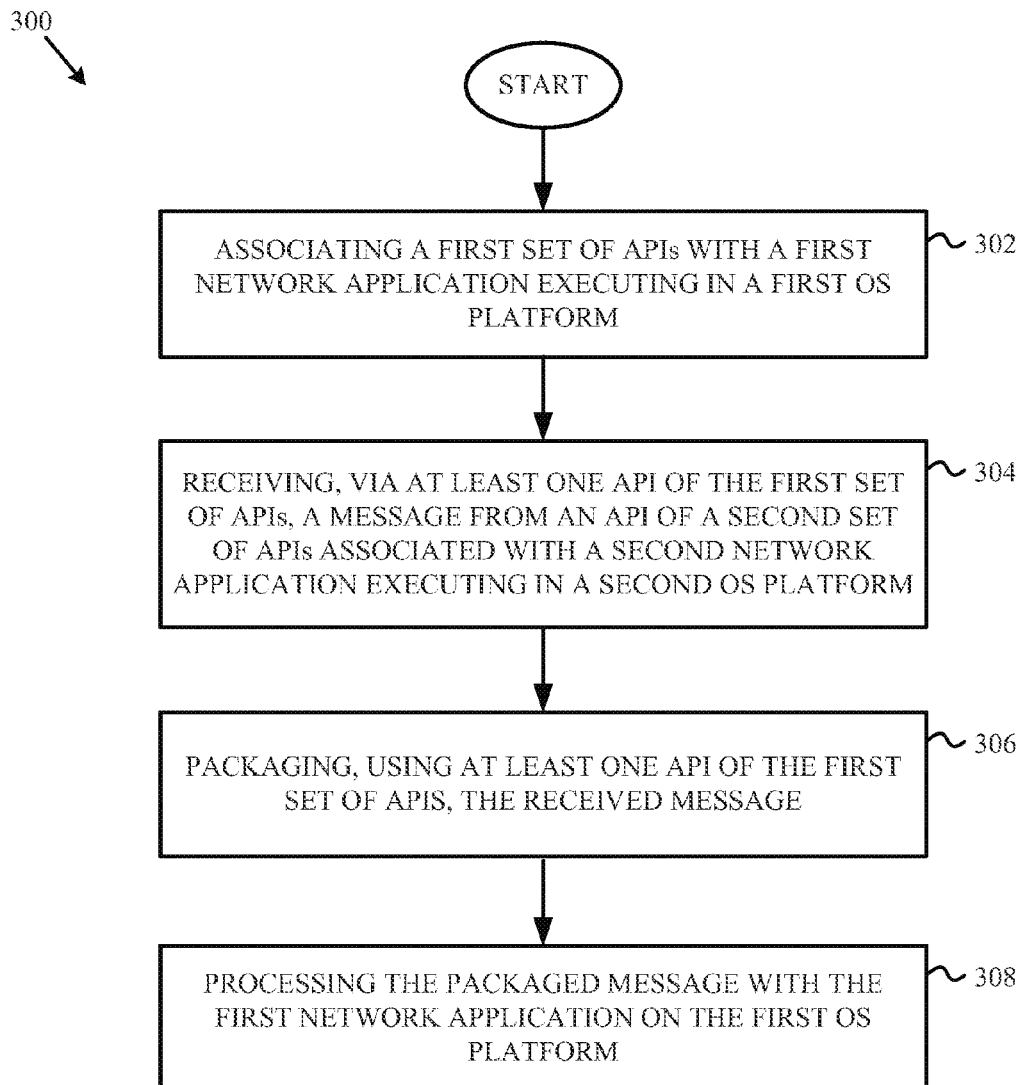 300
START
ASSOCIATING A FIRST SET OF APIs WITH A FIRST
NETWORK APPLICATION EXECUTING IN A FIRST OS
PLATFORM
302
RECEIVING, VIA AT LEAST ONE API OF THE FIRST SET
OF APIs, A MESSAGE FROM AN API OF A SECOND SET
OF APIs ASSOCIATED WITH A SECOND NETWORK
APPLICATION EXECUTING IN A SECOND OS PLATFORM
304
PACKAGING, USING AT LEAST ONE API OF THE FIRST
SET OF APIS, THE RECEIVED MESSAGE
306
PROCESSING THE PACKAGED MESSAGE WITH THE
FIRST NETWORK APPLICATION ON THE FIRST OS
PLATFORM
308